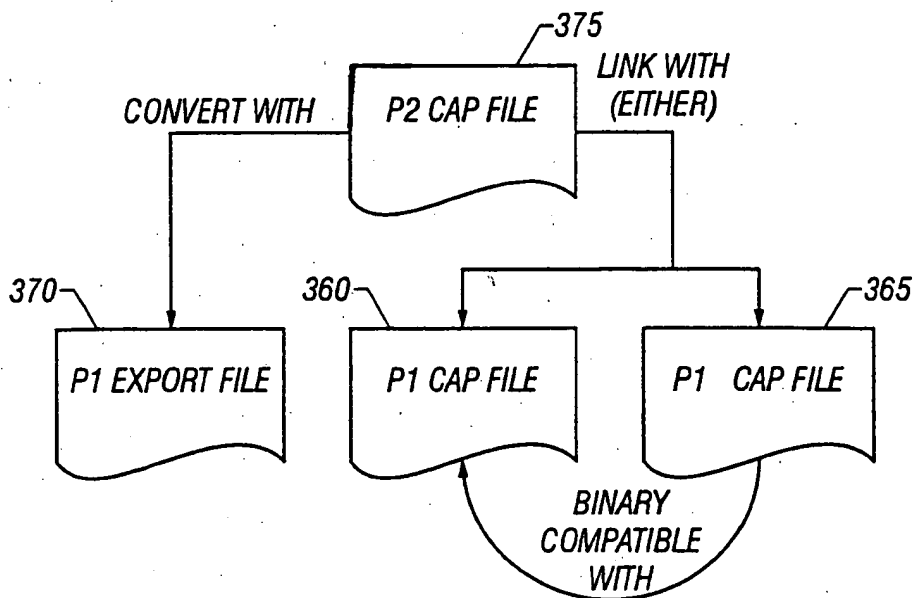 375
CONVERT WITH
P2 CAP FILE
LINK WITH
(EITHER)
370
360
365
P1 EXPORT FILE
P1 CAP FILE
P1 CAP FILE
BINARY
COMPATIBLE
WITH